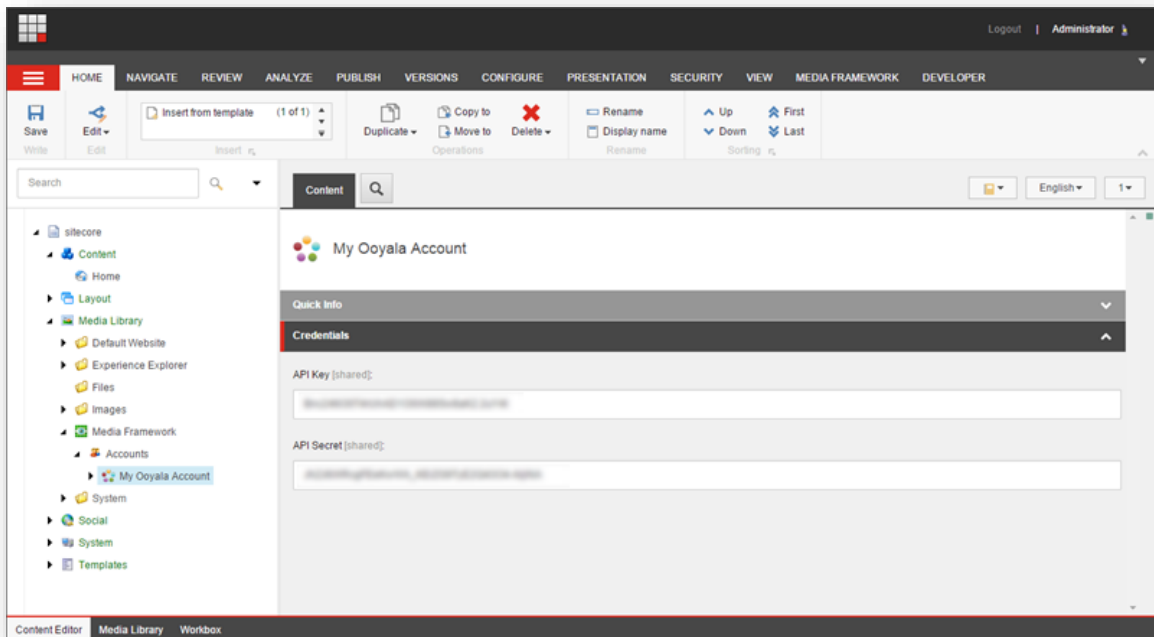 Logout | Administrator
HOME NAVIGATE REVIEW ANALYZE PUBLISH VERSIONS CONFIGURE PRESENTATION SECURITY VIEW MEDIA FRAMEWORK DEVELOPER
Save
Write
Edit
Edit
Insert from template (1 of 1)
Insert
Duplicate
Copy to
Move to
Delete
Operations
Rename
Display name
Rename
Up
Down
First
Last
Sorting
Search
Content
English
1
sitecore
Content
Home
Layout
Media Library
Default Website
Experience Explorer
Files
Images
Media Framework
Accounts
My Ooyala Account
System
Social
System
Templates
My Ooyala Account
Quick Info
Credentials
API Key [shared]:
API Secret [shared]:
Content Editor Media Library Workbox